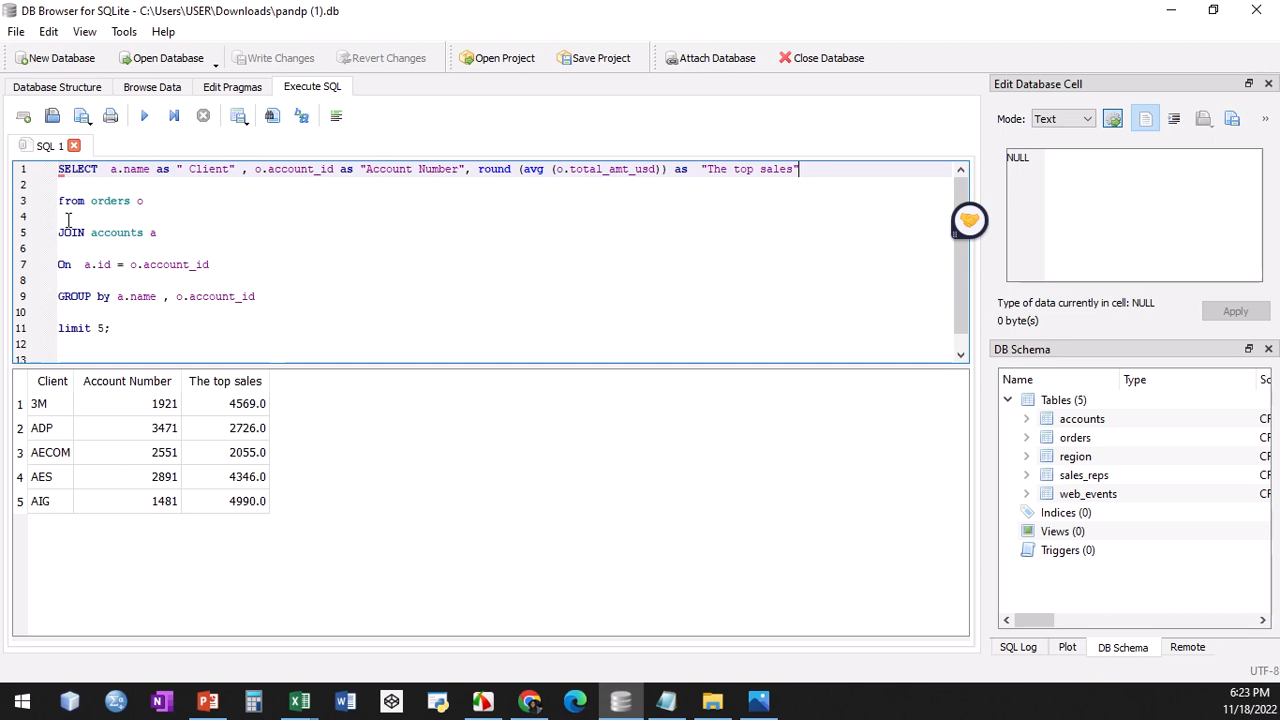 DB Browser for SQLite - C:\Users\USER\Downloads\pandp (1).db
File Edit View Tools Help
New Database Open Database Write Changes Revert Changes Open Project Save Project Attach Database Close Database
Database Structure Browse Data Edit Pragmas Execute SQL
SQL 1
1 SELECT a.name as " Client" , o.account_id as "Account Number", round (avg (o.total_amt_usd)) as "The top sales"
2
3 from orders o
4
5 JOIN accounts a
6
7 On a.id = o.account_id
8
9 GROUP by a.name , o.account_id
10
11 limit 5;
12
13
Client Account Number The top sales
1 3M 1921 4569.0
2 ADP 3471 2726.0
3 AECOM 2551 2055.0
4 AES 2891 4346.0
5 AIG 1481 4990.0
Edit Database Cell
Mode: Text
NULL
Type of data currently in cell: NULL
0 byte(s)
Apply
DB Schema
Name Type Sc
Tables (5)
accounts CF
orders CF
region CF
sales_reps CF
web_events CF
Indices (0)
Views (0)
Triggers (0)
SQL Log Plot DB Schema Remote
UTF-8
6:23 PM
11/18/2022